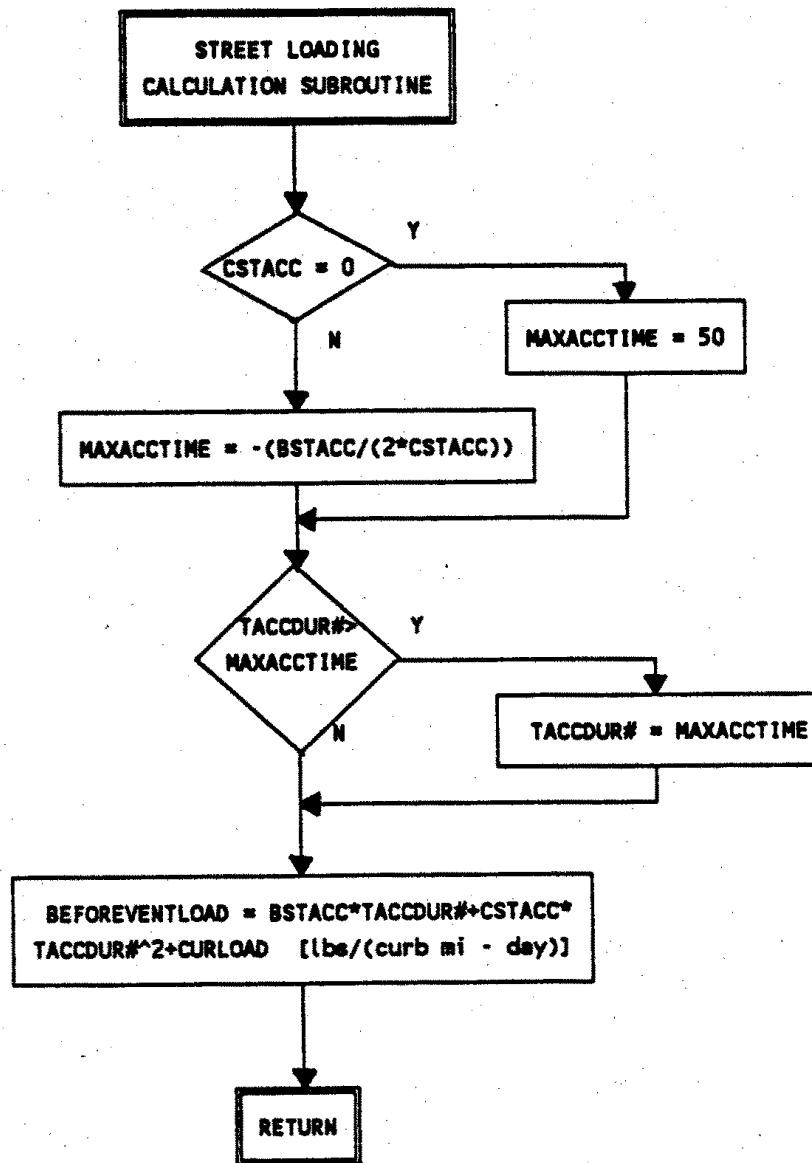 STREET LOADING
CALCULATION SUBROUTINE
CSTACC = 0
Y
N
MAXACCTIME = 50
MAXACCTIME = -(BSTACC/(2*CSTACC))
TACCDUR#>
MAXACCTIME
Y
N
TACCDUR# = MAXACCTIME
BEFOREVENTLOAD = BSTACC*TACCDUR#+CSTACC*
TACCDUR#^2+CURLOAD [lbs/(curb mi - day)]
RETURN